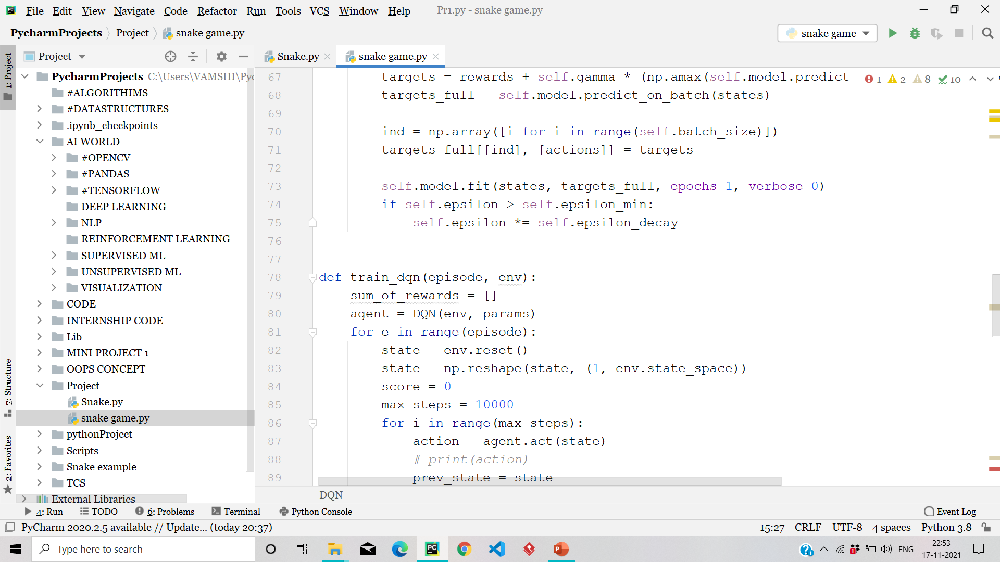 File Edit View Navigate Code Refactor Run Tools VCS Window Help Pr1.py - snake game.py
PycharmProjects Project snake game.py snake game
Project Snake.py snake game.py
1: Project
PycharmProjects C:\Users\VAMSHI\Pyc
#ALGORITHIMS
#DATASTRUCTURES
.ipynb_checkpoints
AI WORLD
#OPENCV
#PANDAS
#TENSORFLOW
DEEP LEARNING
NLP
REINFORCEMENT LEARNING
SUPERVISED ML
UNSUPERVISED ML
VISUALIZATION
CODE
INTERNSHIP CODE
Lib
MINI PROJECT 1
OOPS CONCEPT
Project
Snake.py
snake game.py
pythonProject
Scripts
Snake example
TCS
External Libraries
7: Structure
2: Favorites
67 targets = rewards + self.gamma * (np.amax(self.model.predict_ 1 2 8 10
68 targets_full = self.model.predict_on_batch(states)
69
70 ind = np.array([i for i in range(self.batch_size)])
71 targets_full[[ind], [actions]] = targets
72
73 self.model.fit(states, targets_full, epochs=1, verbose=0)
74 if self.epsilon > self.epsilon_min:
75 self.epsilon *= self.epsilon_decay
76
77
78 def train_dqn(episode, env):
79 sum_of_rewards = []
80 agent = DQN(env, params)
81 for e in range(episode):
82 state = env.reset()
83 state = np.reshape(state, (1, env.state_space))
84 score = 0
85 max_steps = 10000
86 for i in range(max_steps):
87 action = agent.act(state)
88 # print(action)
89 prev_state = state
DQN
4: Run TODO 6: Problems Terminal Python Console Event Log
PyCharm 2020.2.5 available // Update... (today 20:37) 15:27 CRLF UTF-8 4 spaces Python 3.8
Type here to search ENG 22:53
17-11-2021